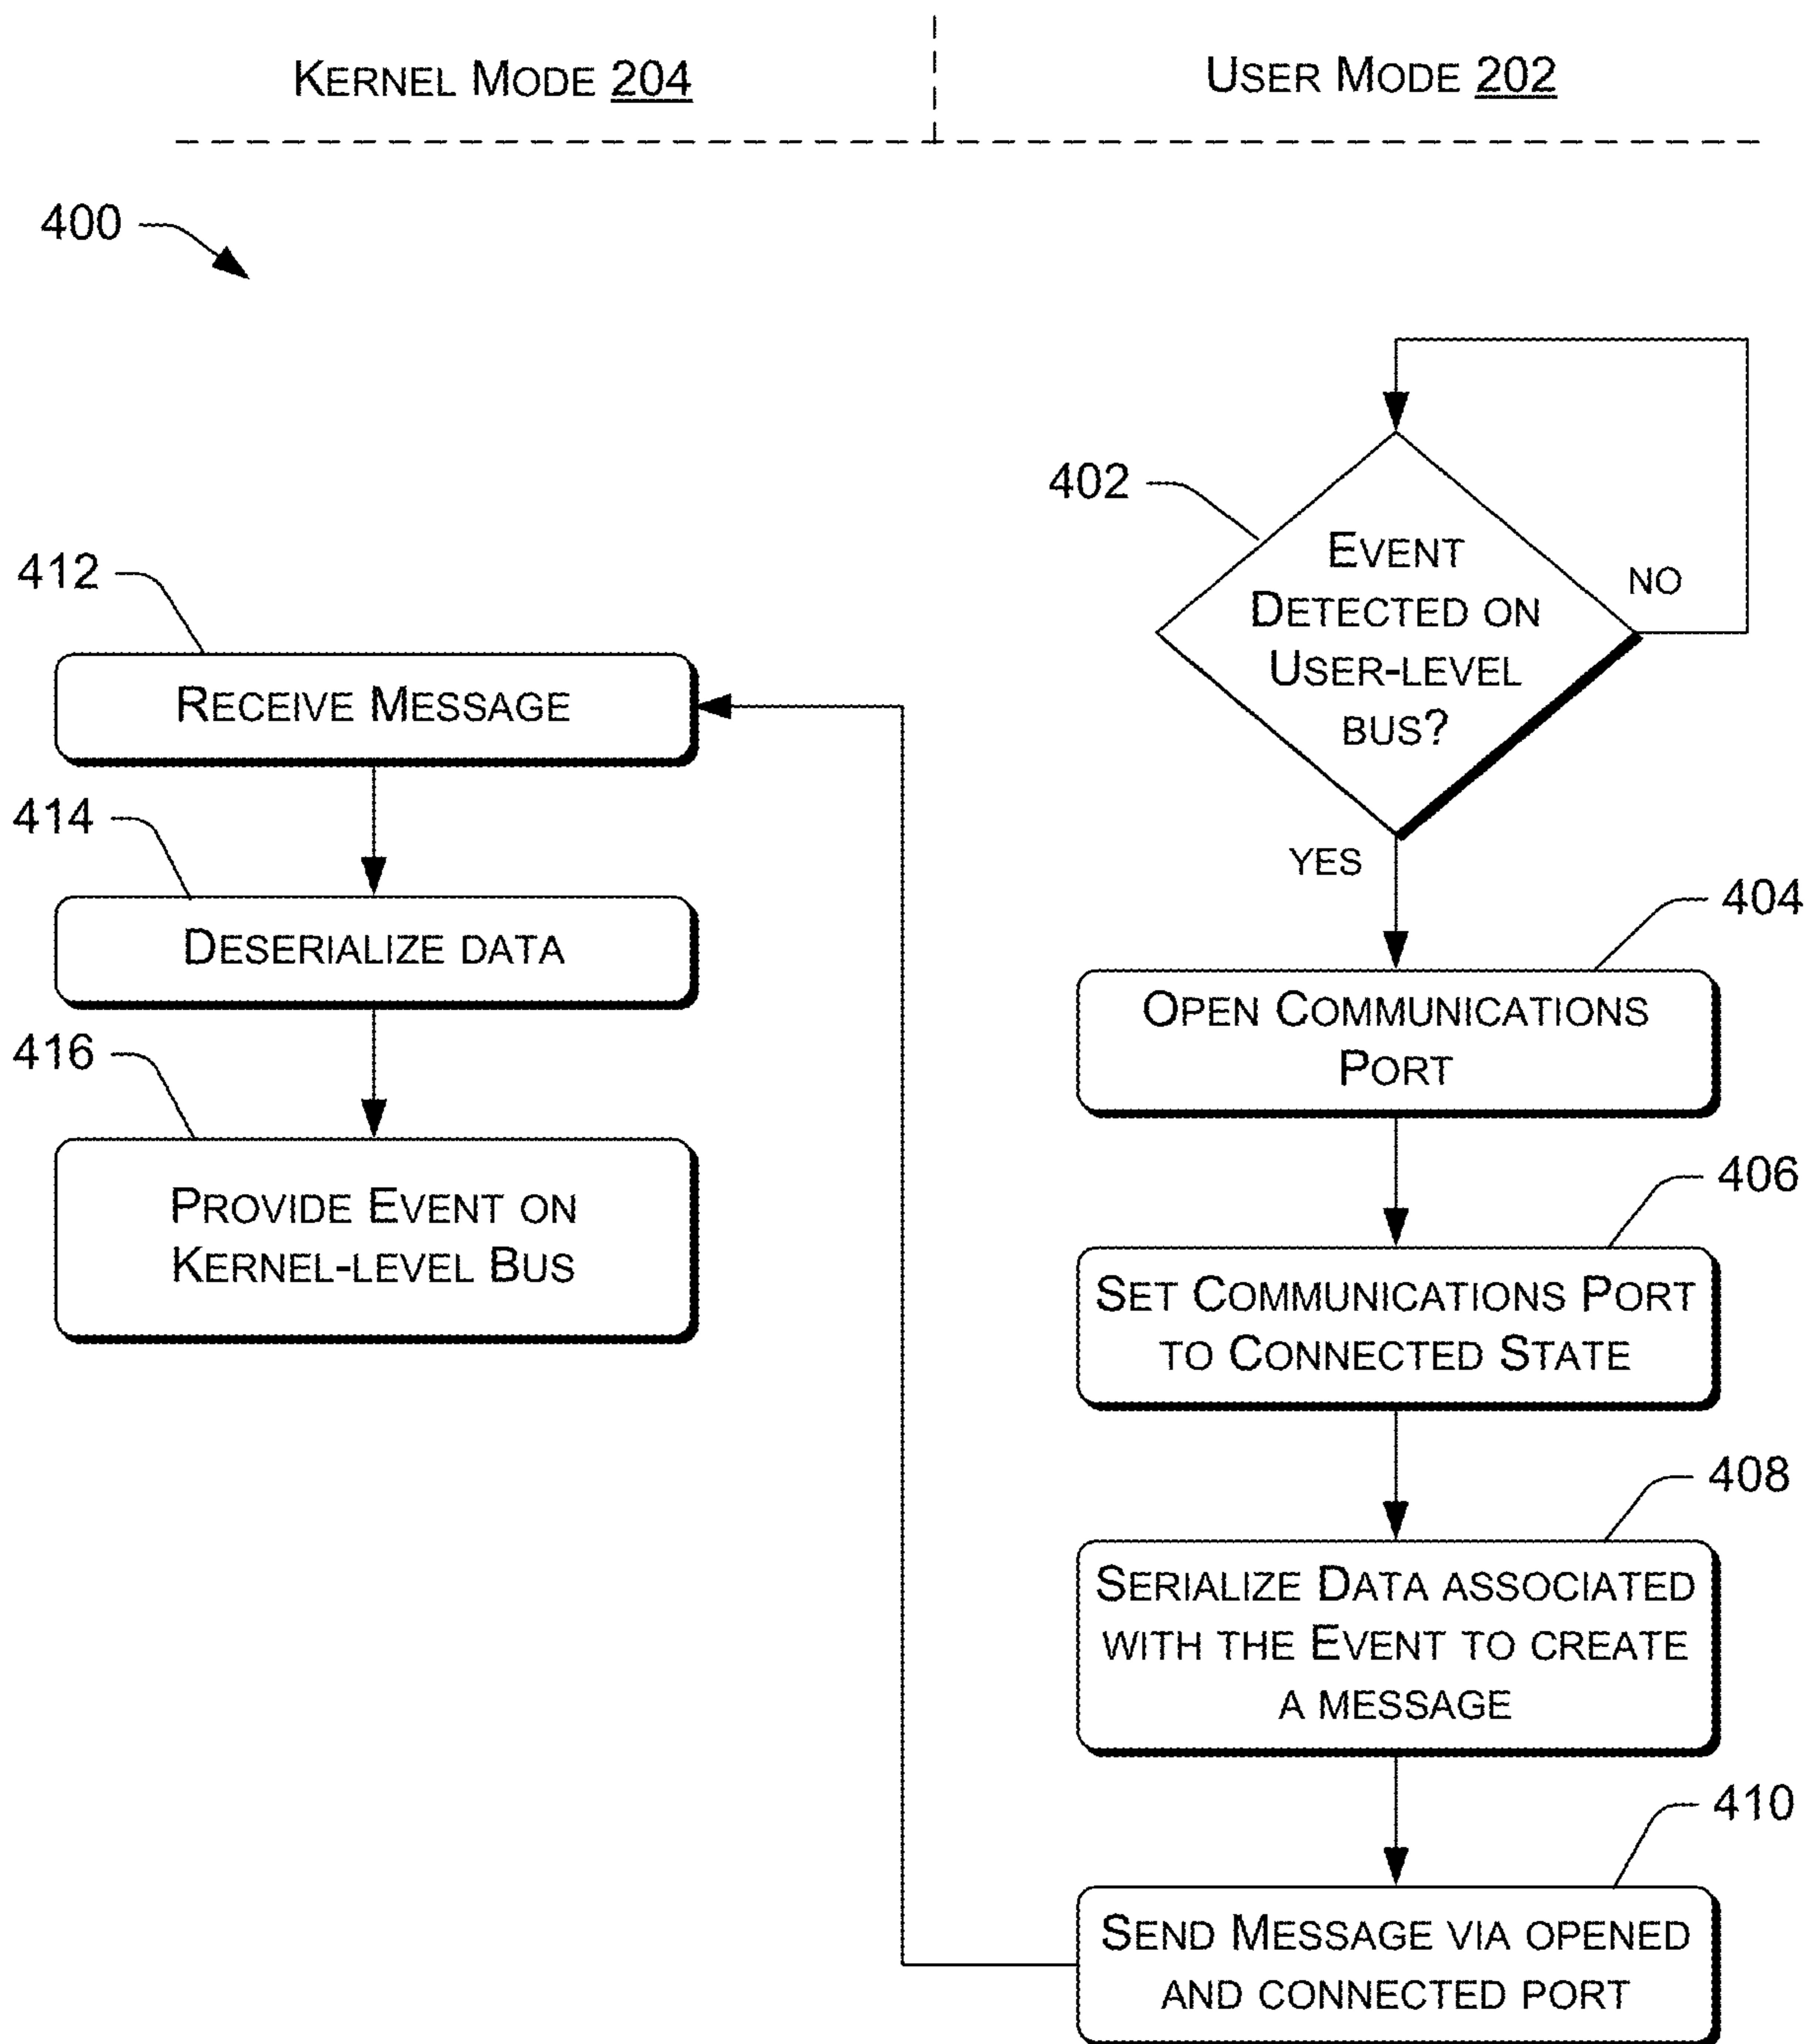 KERNEL MODE 204
USER MODE 202
400
402
EVENT
DETECTED ON
USER-LEVEL
BUS?
NO
YES
404
OPEN COMMUNICATIONS
PORT
406
SET COMMUNICATIONS PORT
TO CONNECTED STATE
408
SERIALIZE DATA ASSOCIATED
WITH THE EVENT TO CREATE
A MESSAGE
410
SEND MESSAGE VIA OPENED
AND CONNECTED PORT
412
RECEIVE MESSAGE
414
DESERIALIZE DATA
416
PROVIDE EVENT ON
KERNEL-LEVEL BUS